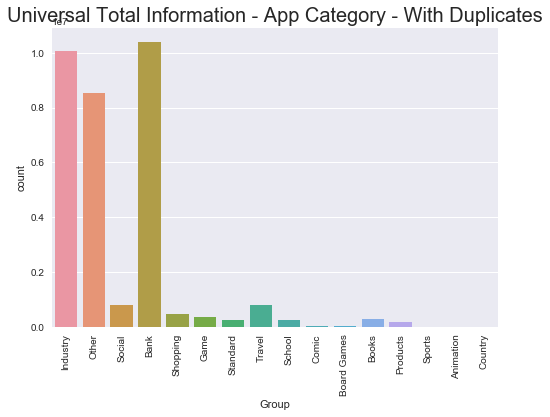 Universal Total Information - App Category - With Duplicates
1e7
1.0
0.8
0.6
0.4
0.2
0.0
count
Industry
Other
Social
Bank
Shopping
Game
Standard
Travel
School
Comic
Board Games
Books
Products
Sports
Animation
Country
Group